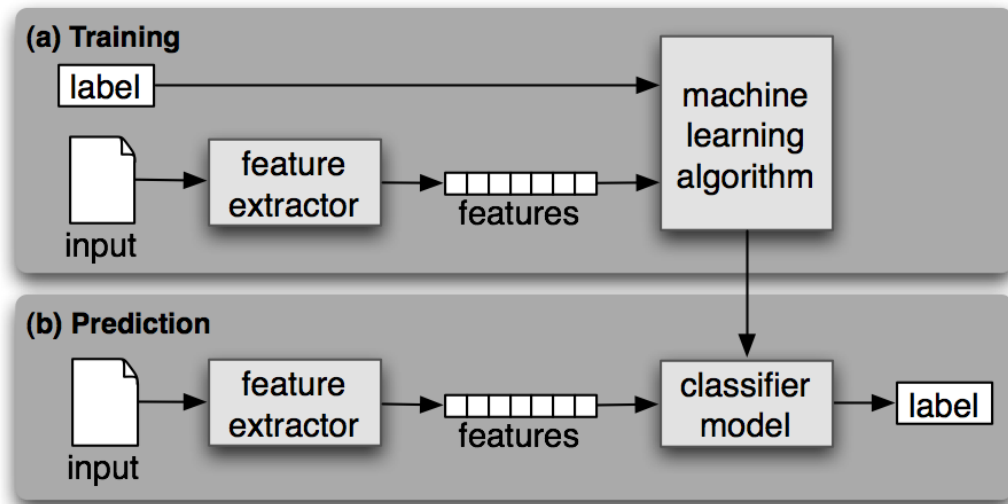 (a) Training
label
machine
learning
algorithm
feature
extractor
features
input
(b) Prediction
feature
extractor
classifier
model
label
features
input